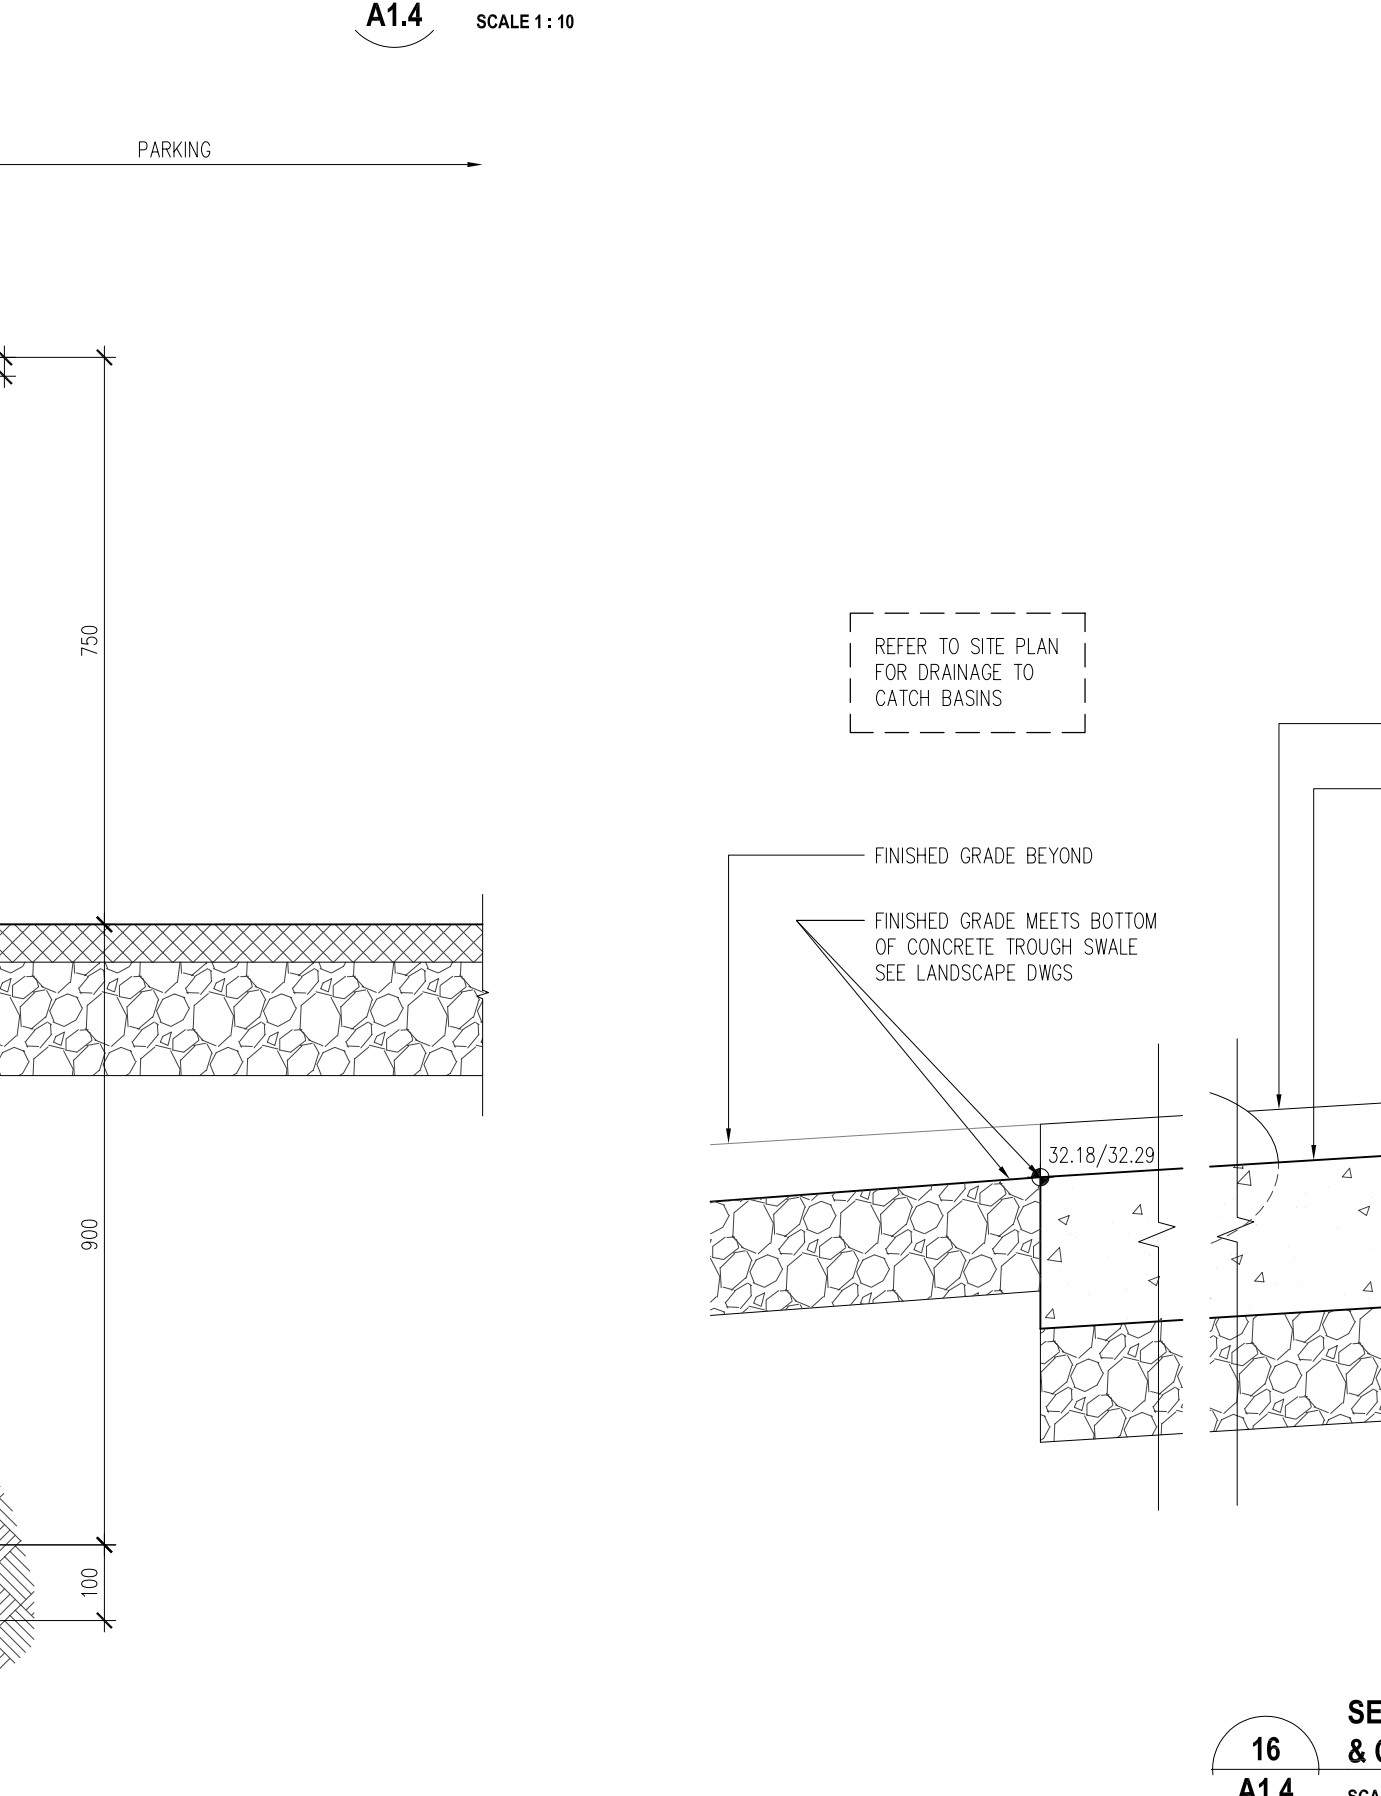 A1.4
SCALE 1 : 10
PARKING
750
REFER TO SITE PLAN
FOR DRAINAGE TO
CATCH BASINS
FINISHED GRADE BEYOND
FINISHED GRADE MEETS BOTTOM
OF CONCRETE TROUGH SWALE
SEE LANDSCAPE DWGS
32.18/32.29
900
100
16
A1.4
&